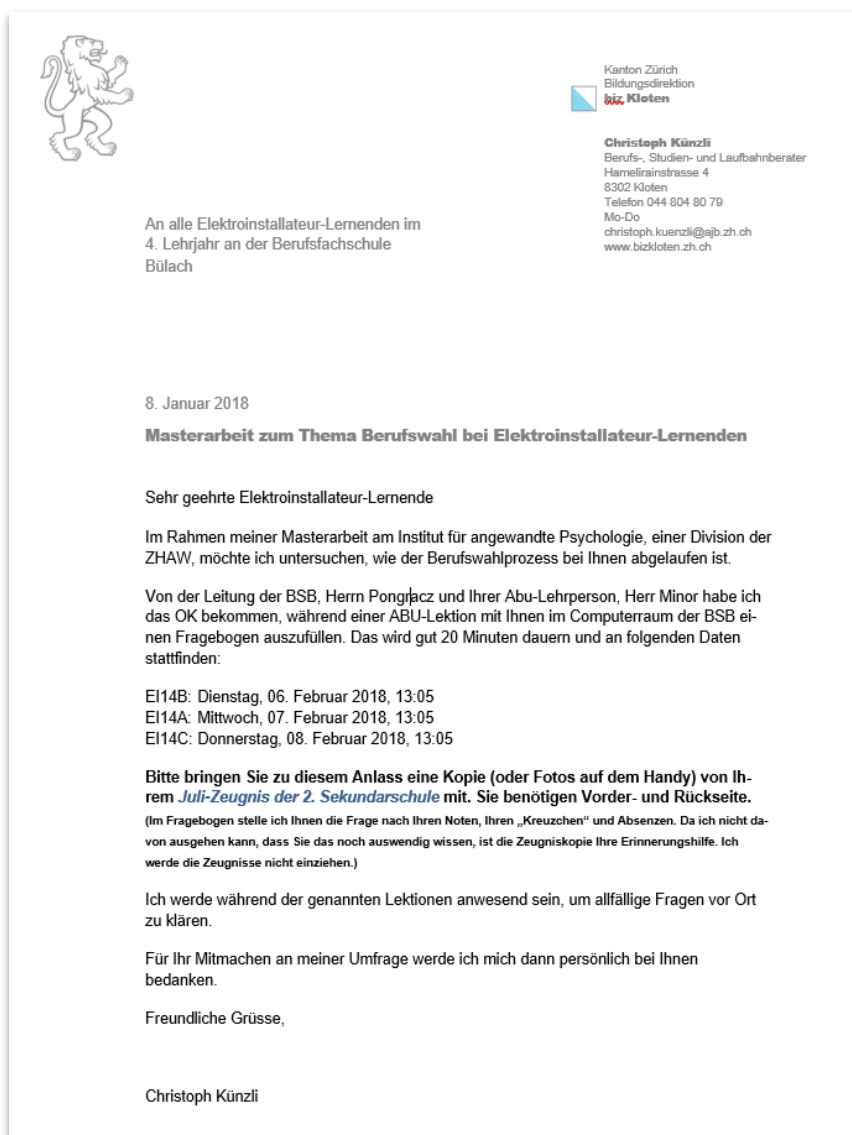 Kanton Zürich
Bildungsdirektion
biz Kloten
Christoph Künzli
Berufs-, Studien- und Laufbahnberater
Hamelirainstrasse 4
8302 Kloten
Telefon 044 804 80 79
Mo-Do
christoph.kuenzli@ajb.zh.ch
www.bizkloten.zh.ch
An alle Elektroinstallateur-Lernenden im
4. Lehrjahr an der Berufsfachschule
Bülach
8. Januar 2018
Masterarbeit zum Thema Berufswahl bei Elektroinstallateur-Lernenden
Sehr geehrte Elektroinstallateur-Lernende
Im Rahmen meiner Masterarbeit am Institut für angewandte Psychologie, einer Division der
ZHAW, möchte ich untersuchen, wie der Berufswahlprozess bei Ihnen abgelaufen ist.
Von der Leitung der BSB, Herrn Pongracz und Ihrer Abu-Lehrperson, Herr Minor habe ich
das OK bekommen, während einer ABU-Lektion mit Ihnen im Computerraum der BSB ei-
nen Fragebogen auszufüllen. Das wird gut 20 Minuten dauern und an folgenden Daten
stattfinden:
EI14B: Dienstag, 06. Februar 2018, 13:05
EI14A: Mittwoch, 07. Februar 2018, 13:05
EI14C: Donnerstag, 08. Februar 2018, 13:05
Bitte bringen Sie zu diesem Anlass eine Kopie (oder Fotos auf dem Handy) von Ih-
rem Juli-Zeugnis der 2. Sekundarschule mit. Sie benötigen Vorder- und Rückseite.
(Im Fragebogen stelle ich Ihnen die Frage nach Ihren Noten, Ihren „Kreuzchen“ und Absenzen. Da ich nicht da-
von ausgehen kann, dass Sie das noch auswendig wissen, ist die Zeugniskopie Ihre Erinnerungshilfe. Ich
werde die Zeugnisse nicht einziehen.)
Ich werde während der genannten Lektionen anwesend sein, um allfällige Fragen vor Ort
zu klären.
Für Ihr Mitmachen an meiner Umfrage werde ich mich dann persönlich bei Ihnen
bedanken.
Freundliche Grüsse,
Christoph Künzli